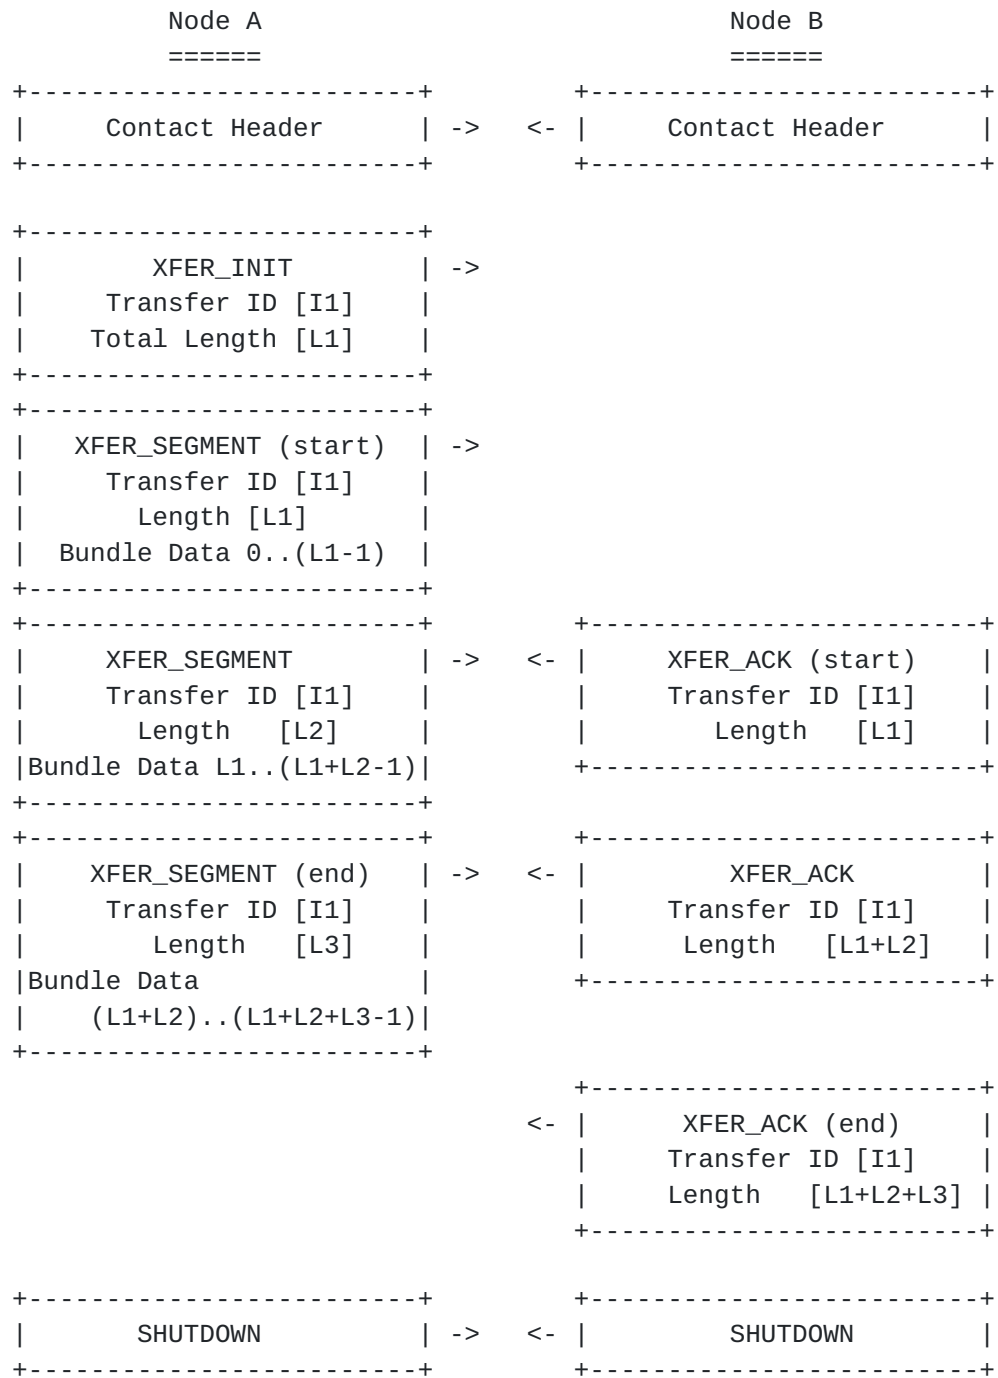 Node A                              Node B
          ======                              ======
+-------------------------+         +-------------------------+
|     Contact Header      | ->   <- |     Contact Header      |
+-------------------------+         +-------------------------+

+-------------------------+
|        XFER_INIT        | ->
|     Transfer ID [I1]    |
|    Total Length [L1]    |
+-------------------------+
+-------------------------+
|   XFER_SEGMENT (start)  | ->
|     Transfer ID [I1]    |
|       Length [L1]       |
|  Bundle Data 0..(L1-1)  |
+-------------------------+
+-------------------------+         +-------------------------+
|     XFER_SEGMENT        | ->   <- |     XFER_ACK (start)    |
|     Transfer ID [I1]    |         |     Transfer ID [I1]    |
|       Length   [L2]     |         |        Length   [L1]    |
|Bundle Data L1..(L1+L2-1)|         +-------------------------+
+-------------------------+
+-------------------------+         +-------------------------+
|    XFER_SEGMENT (end)   | ->   <- |         XFER_ACK        |
|     Transfer ID [I1]    |         |     Transfer ID [I1]    |
|        Length   [L3]    |         |      Length   [L1+L2]   |
|Bundle Data              |         +-------------------------+
|    (L1+L2)..(L1+L2+L3-1)|
+-------------------------+
                                    +-------------------------+
                                 <- |      XFER_ACK (end)     |
                                    |     Transfer ID [I1]    |
                                    |     Length   [L1+L2+L3] |
                                    +-------------------------+

+-------------------------+         +-------------------------+
|       SHUTDOWN          | ->   <- |         SHUTDOWN        |
+-------------------------+         +-------------------------+